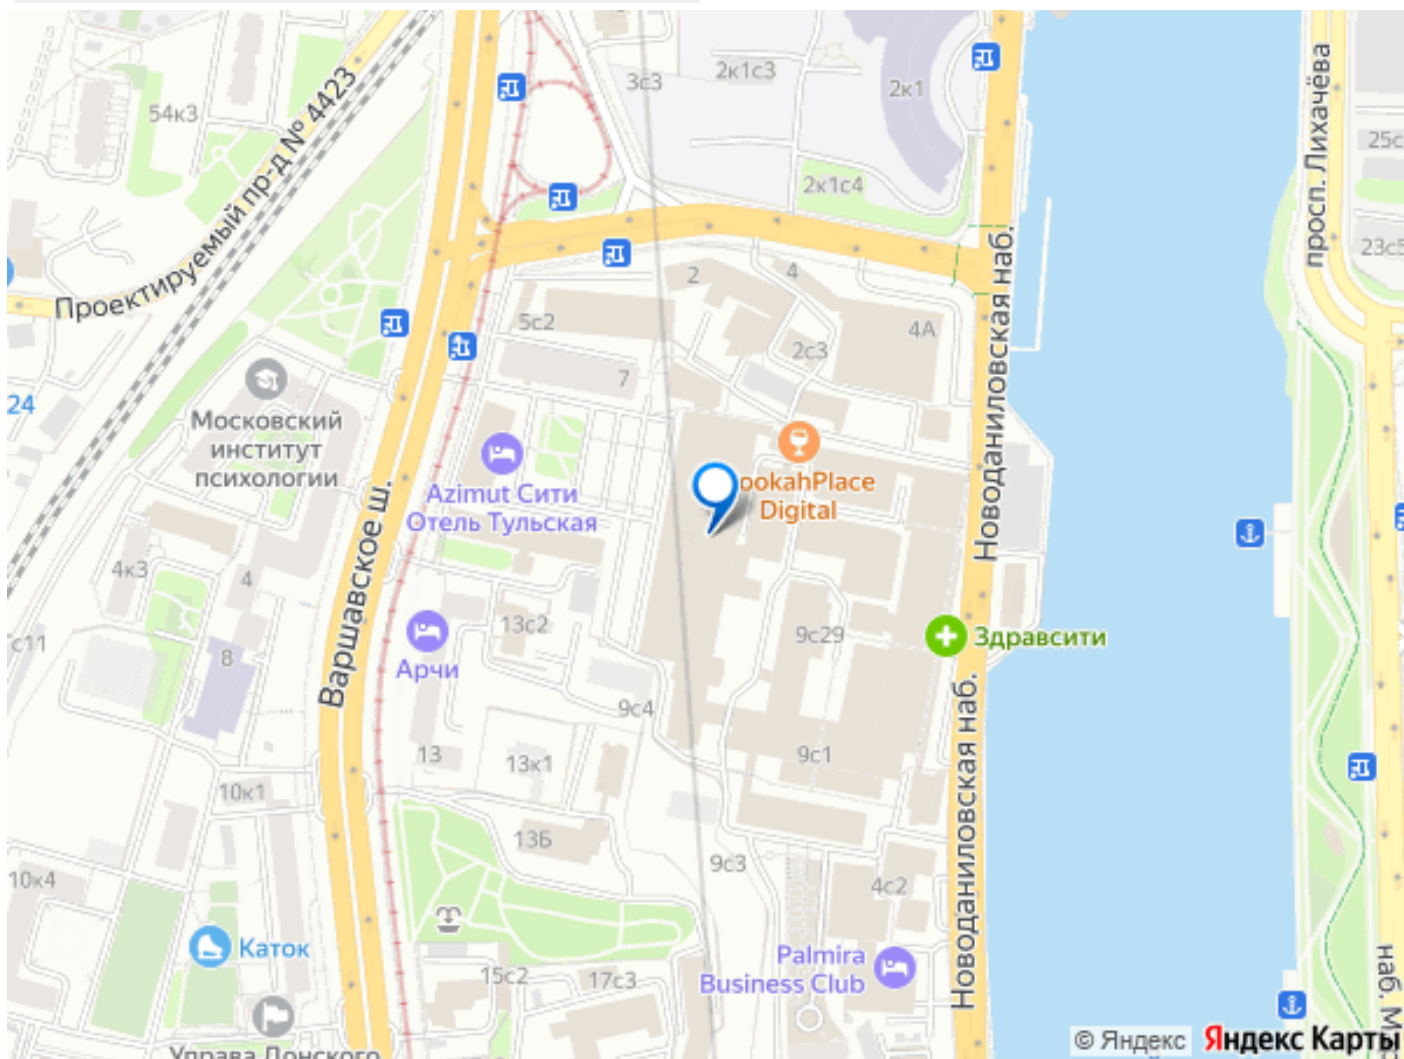 3с3
2к1с3
2к1
54к3
Проектируемый пр-д № 4423
просп. Лихачёва
2к1с4
23с5
2
4
Новоданиловская наб.
5с2
4А
2с3
7
24
Московский
институт
психологии
Azimut Сити
Отель Тульская
ookahPlace
Digital
Варшавское ш.
4к3
4
13с2
9с29
Здравсити
с11
8
Арчи
9с4
Новоданиловская наб.
13
13к1
9с1
10к1
13Б
9с3
10к4
4с2
Каток
Palmira
Business Club
15с2
17с3
Управа Донского
© Яндекс
Яндекс Карты